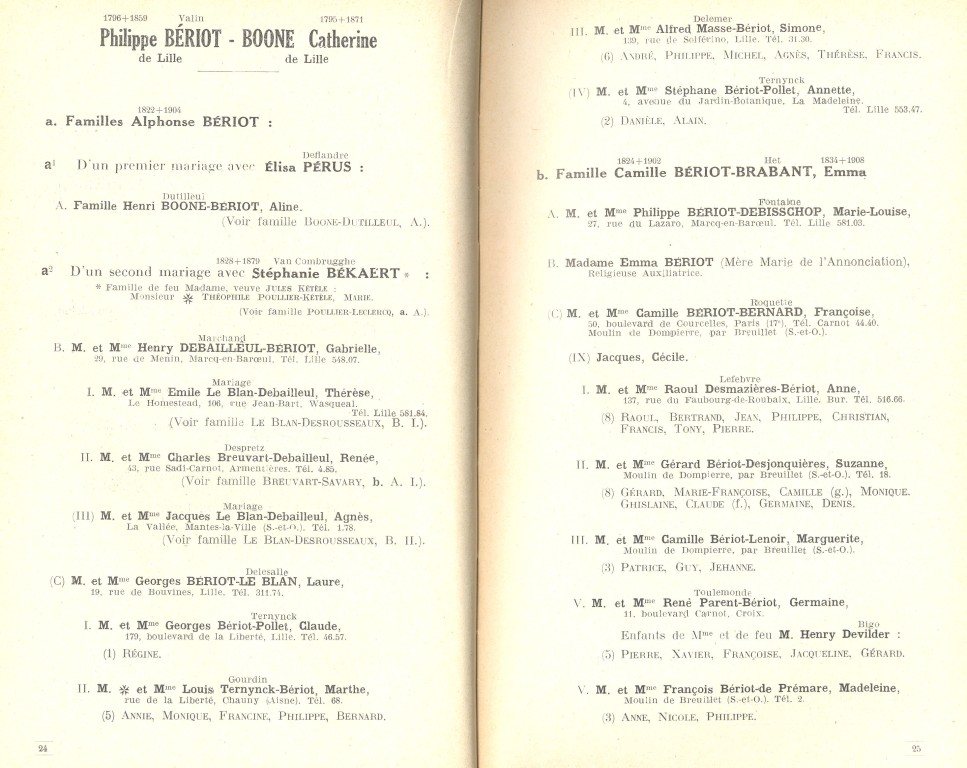 1796+1859 Valin 1795+1871
Philippe BÉRIOT - BOONE Catherine
de Lille de Lille
1822+1904
a. Familles Alphonse BÉRIOT :
Deflandre
a¹ D'un premier mariage avec Élisa PÉRUS :
Dutilleul
A. Famille Henri BOONE-BÉRIOT, Aline.
(Voir famille BOONE-DUTILLEUL, A.).
1828+1879 Van Combrugghe
a² D'un second mariage avec Stéphanie BÉKAERT * :
* Famille de feu Madame, veuve JULES KÉTÈLE :
Monsieur ※ THÉOPHILE POULLIER-KÉTÈLE, MARIE.
(Voir famille POULLIER-LECLERCQ, a. A.).
Marchand
B. M. et Mme Henry DEBAILLEUL-BÉRIOT, Gabrielle,
29, rue de Menin, Marcq-en-Barœul. Tél. Lille 548.07.
Mariage
I. M. et Mme Emile Le Blan-Debailleul, Thérèse,
Le Homestead, 106, rue Jean-Bart, Wasqueal.
Tél. Lille 581.84.
(Voir famille LE BLAN-DESROUSSEAUX, B. I.).
Despretz
II. M. et Mme Charles Breuvart-Debailleul, Renée,
43, rue Sadi-Carnot, Armentières. Tél. 4.85.
(Voir famille BREUVART-SAVARY, b. A. I.).
Mariage
(III) M. et Mme Jacques Le Blan-Debailleul, Agnès,
La Vallée, Mantes-la-Ville (S.-et-O.). Tél. 1.78.
(Voir famille LE BLAN-DESROUSSEAUX, B. II.).
Delesalle
(C) M. et Mme Georges BÉRIOT-LE BLAN, Laure,
19, rue de Bouvines, Lille. Tél. 311.74.
Ternynck
I. M. et Mme Georges Bériot-Pollet, Claude,
179, boulevard de la Liberté, Lille. Tél. 46.57.
(1) RÉGINE.
Gourdin
II. M. ※ et Mme Louis Ternynck-Bériot, Marthe,
rue de la Liberté, Chauny (Aisne). Tél. 68.
(5) ANNIE, MONIQUE, FRANCINE, PHILIPPE, BERNARD.
24
Delemer
III. M. et Mme Alfred Masse-Bériot, Simone,
139, rue de Solférino, Lille. Tél. 31.30.
(6) ANDRÉ, PHILIPPE, MICHEL, AGNÈS, THÉRÈSE, FRANCIS.
Ternynck
(IV) M. et Mme Stéphane Bériot-Pollet, Annette,
4, avenue du Jardin-Botanique, La Madeleine.
Tél. Lille 553.47.
(2) DANIÈLE, ALAIN.
1824+1902 Het 1834+1908
b. Famille Camille BÉRIOT-BRABANT, Emma
Fontaine
A. M. et Mme Philippe BÉRIOT-DEBISSCHOP, Marie-Louise,
27, rue du Lazaro, Marcq-en-Barœul. Tél. Lille 581.03.
B. Madame Emma BÉRIOT (Mère Marie de l'Annonciation),
Religieuse Auxiliatrice.
Roquette
(C) M. et Mme Camille BÉRIOT-BERNARD, Françoise,
50, boulevard de Courcelles, Paris (17e). Tél. Carnot 44.40.
Moulin de Dompierre, par Breuillet (S.-et-O.).
(IX) Jacques, Cécile.
Lefebvre
I. M. et Mme Raoul Desmazières-Bériot, Anne,
137, rue du Faubourg-de-Roubaix, Lille. Bur. Tél. 516.66.
(8) RAOUL, BERTRAND, JEAN, PHILIPPE, CHRISTIAN,
FRANCIS, TONY, PIERRE.
II. M. et Mme Gérard Bériot-Desjonquières, Suzanne,
Moulin de Dompierre, par Breuillet (S.-et-O.). Tél. 18.
(8) GÉRARD, MARIE-FRANÇOISE, CAMILLE (g.), MONIQUE.
GHISLAINE, CLAUDE (f.), GERMAINE, DENIS.
III. M. et Mme Camille Bériot-Lenoir, Marguerite,
Moulin de Dompierre, par Breuillet (S.-et-O.).
(3) PATRICE, GUY, JEHANNE.
Toulemonde
V. M. et Mme René Parent-Bériot, Germaine,
11, boulevard Carnot, Croix.
Bigo
Enfants de Mme et de feu M. Henry Devilder :
(5) PIERRE, XAVIER, FRANÇOISE, JACQUELINE, GÉRARD.
V. M. et Mme François Bériot-de Prémare, Madeleine,
Moulin de Breuillet (S.-et-O.). Tél. 2.
(3) ANNE, NICOLE, PHILIPPE.
25